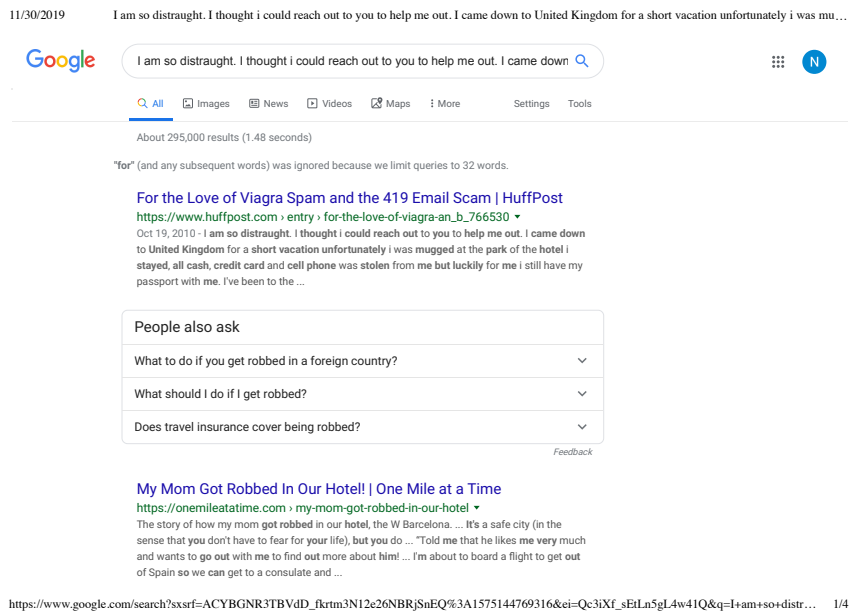 11/30/2019 I am so distraught. I thought i could reach out to you to help me out. I came down to United Kingdom for a short vacation unfortunately i was mu…
Google
I am so distraught. I thought i could reach out to you to help me out. I came down
N
All Images News Videos Maps More Settings Tools
About 295,000 results (1.48 seconds)
"for" (and any subsequent words) was ignored because we limit queries to 32 words.
For the Love of Viagra Spam and the 419 Email Scam | HuffPost
https://www.huffpost.com › entry › for-the-love-of-viagra-an_b_766530
Oct 19, 2010 - I am so distraught. I thought i could reach out to you to help me out. I came down
to United Kingdom for a short vacation unfortunately i was mugged at the park of the hotel i
stayed, all cash, credit card and cell phone was stolen from me but luckily for me i still have my
passport with me. I've been to the ...
People also ask
What to do if you get robbed in a foreign country?
What should I do if I get robbed?
Does travel insurance cover being robbed?
Feedback
My Mom Got Robbed In Our Hotel! | One Mile at a Time
https://onemileatatime.com › my-mom-got-robbed-in-our-hotel
The story of how my mom got robbed in our hotel, the W Barcelona. ... It's a safe city (in the
sense that you don't have to fear for your life), but you do ... "Told me that he likes me very much
and wants to go out with me to find out more about him! ... I'm about to board a flight to get out
of Spain so we can get to a consulate and ...
https://www.google.com/search?sxsrf=ACYBGNR3TBVdD_fkrtm3N12e26NBRjSnEQ%3A1575144769316&ei=Qc3iXf_sEtLn5gL4w41Q&q=I+am+so+distr… 1/4